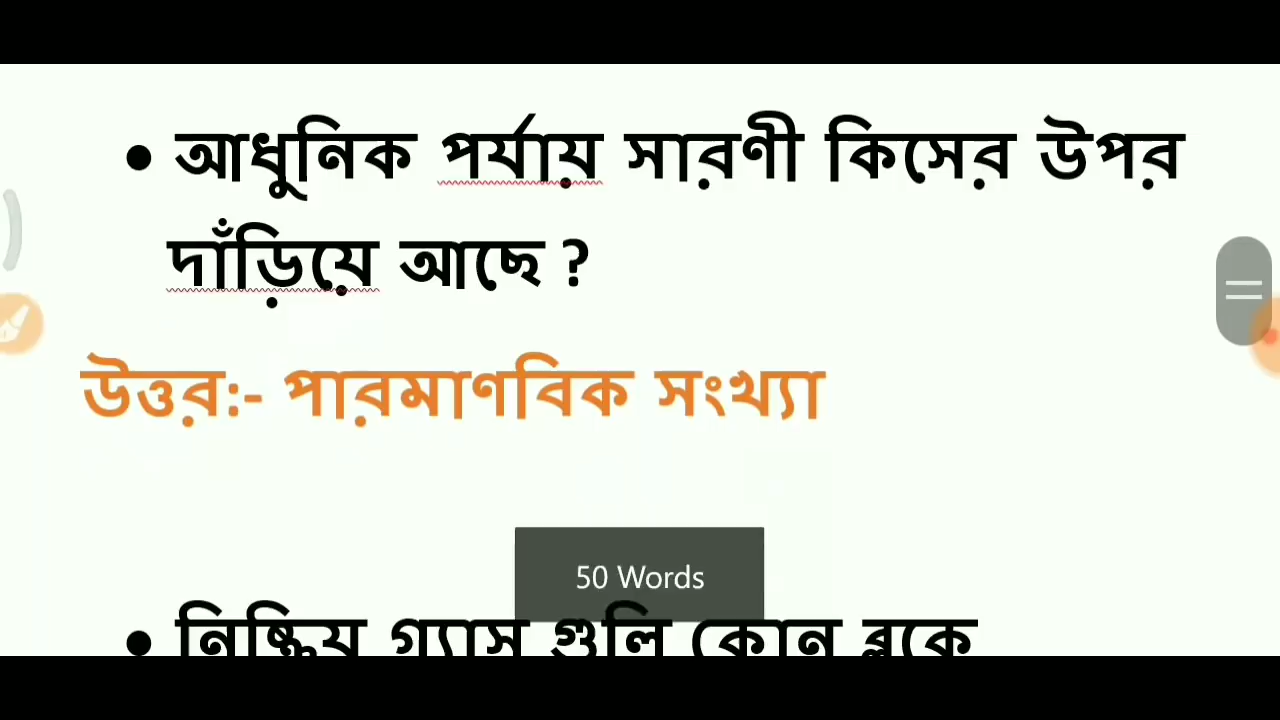 • আধুনিক পর্যায় সারণী কিসের উপর
দাঁড়িয়ে আছে ?
উত্তর:- পারমাণবিক সংখ্যা
50 Words
• নিষ্ক্রিয় গ্যাস গুলি কোন ব্লকে